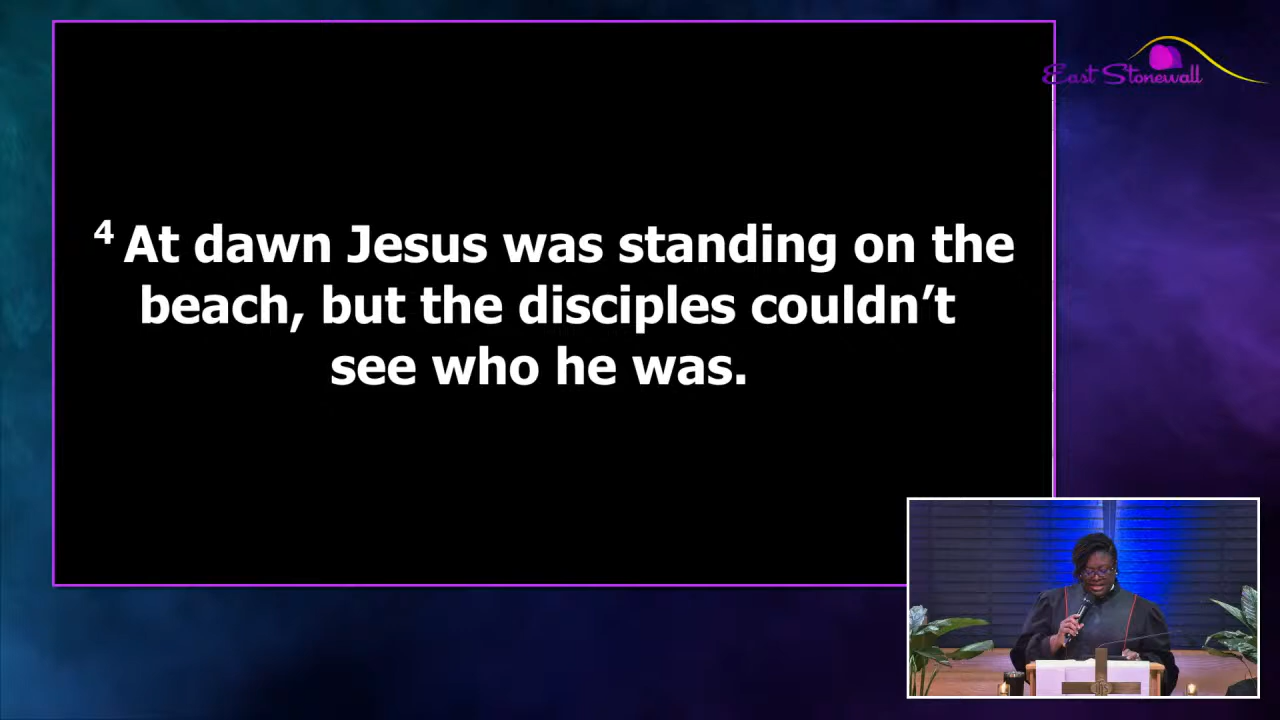 East Stonewall
4 At dawn Jesus was standing on the
beach, but the disciples couldn’t
see who he was.